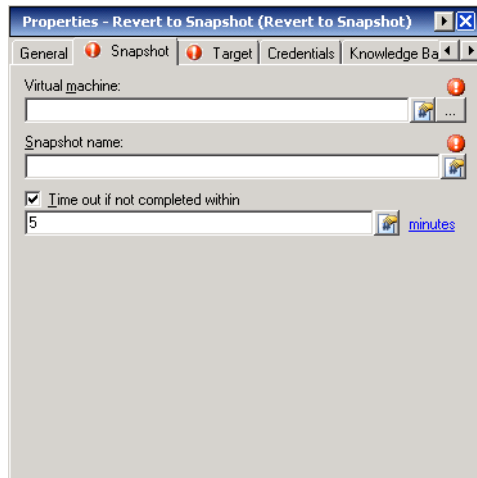 Properties - Revert to Snapshot (Revert to Snapshot)
General Snapshot Target Credentials Knowledge Ba
Virtual machine:
...
Snapshot name:
Time out if not completed within
5 minutes